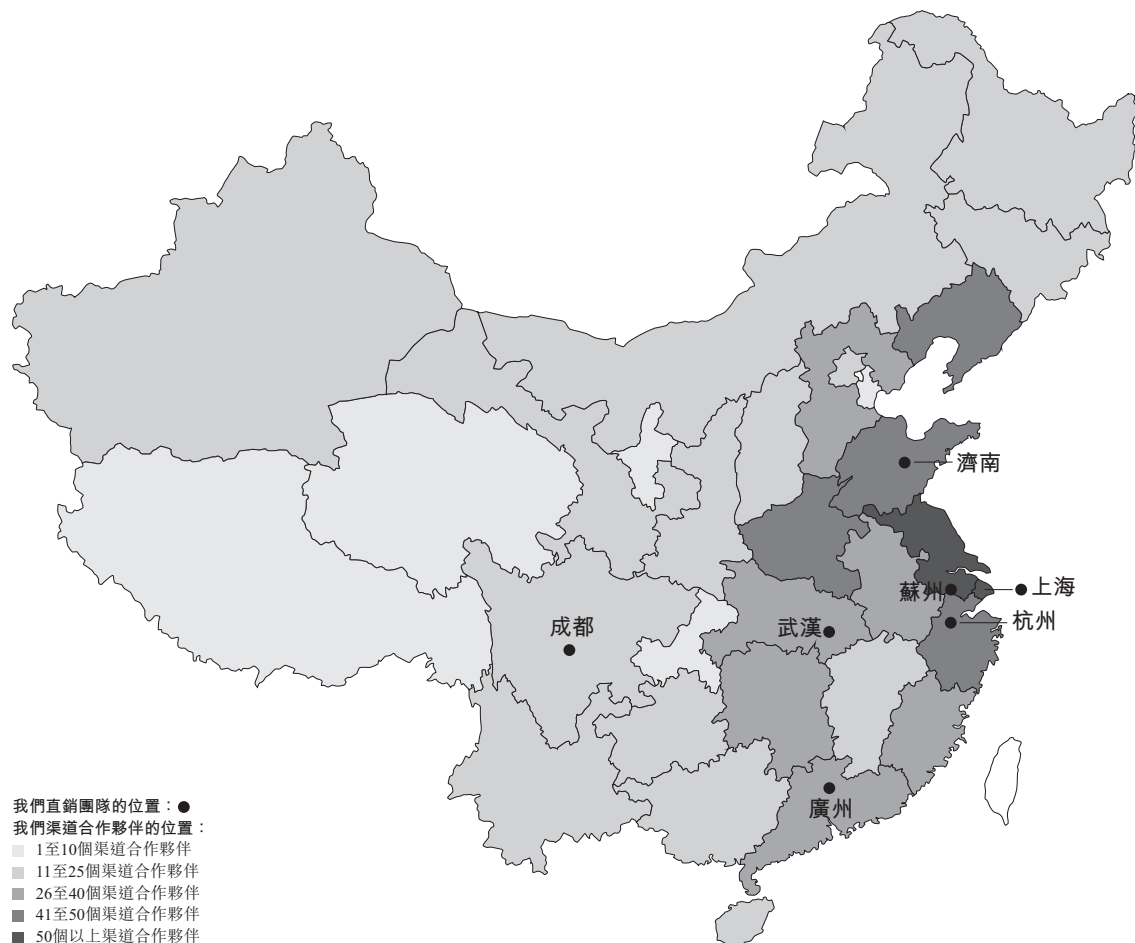 濟南
蘇州
上海
杭州
成都
武漢
廣州
我們直銷團隊的位置：●
我們渠道合作夥伴的位置：
1至10個渠道合作夥伴
11至25個渠道合作夥伴
26至40個渠道合作夥伴
41至50個渠道合作夥伴
50個以上渠道合作夥伴